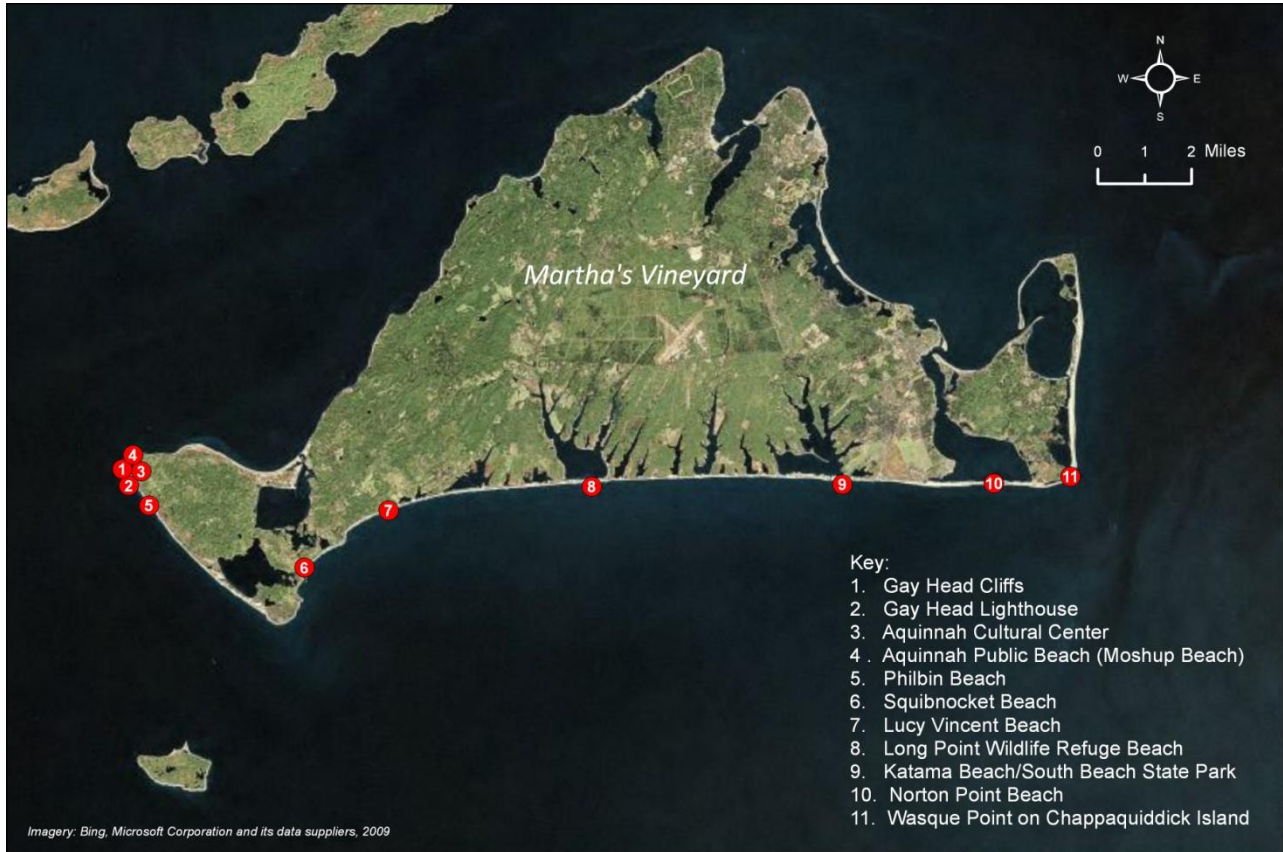 N
W E
S
0 1 2 Miles
Martha's Vineyard
4
1 3
2
5
6
7
8
9
10
11
Key:
1. Gay Head Cliffs
2. Gay Head Lighthouse
3. Aquinnah Cultural Center
4 . Aquinnah Public Beach (Moshup Beach)
5. Philbin Beach
6. Squibnocket Beach
7. Lucy Vincent Beach
8. Long Point Wildlife Refuge Beach
9. Katama Beach/South Beach State Park
10. Norton Point Beach
11. Wasque Point on Chappaquiddick Island
Imagery: Bing, Microsoft Corporation and its data suppliers, 2009